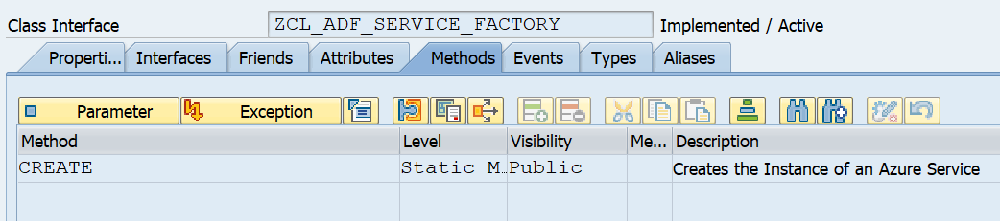 Class Interface ZCL_ADF_SERVICE_FACTORY Implemented / Active
Properti... Interfaces Friends Attributes Methods Events Types Aliases
Parameter Exception
Method Level Visibility Me... Description
CREATE Static M… Public Creates the Instance of an Azure Service